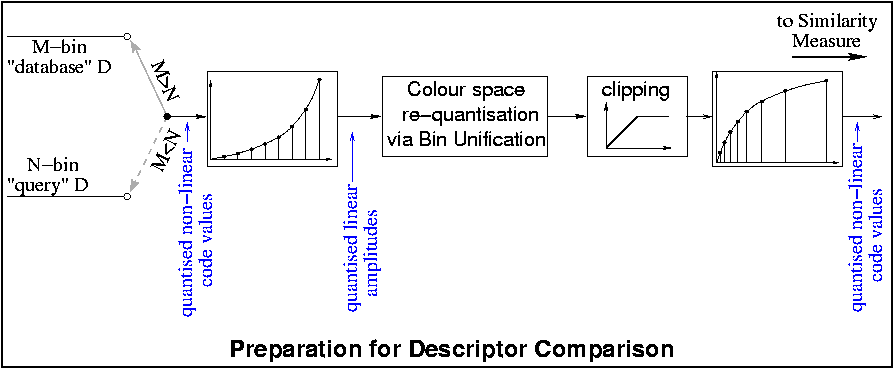 to Similarity
Measure
M−bin
"database" D
M>N
M<N
N−bin
"query" D
Colour space
re−quantisation
via Bin Unification
clipping
quantised non−linear
code values
quantised linear
amplitudes
quantised non−linear
code values
Preparation for Descriptor Comparison